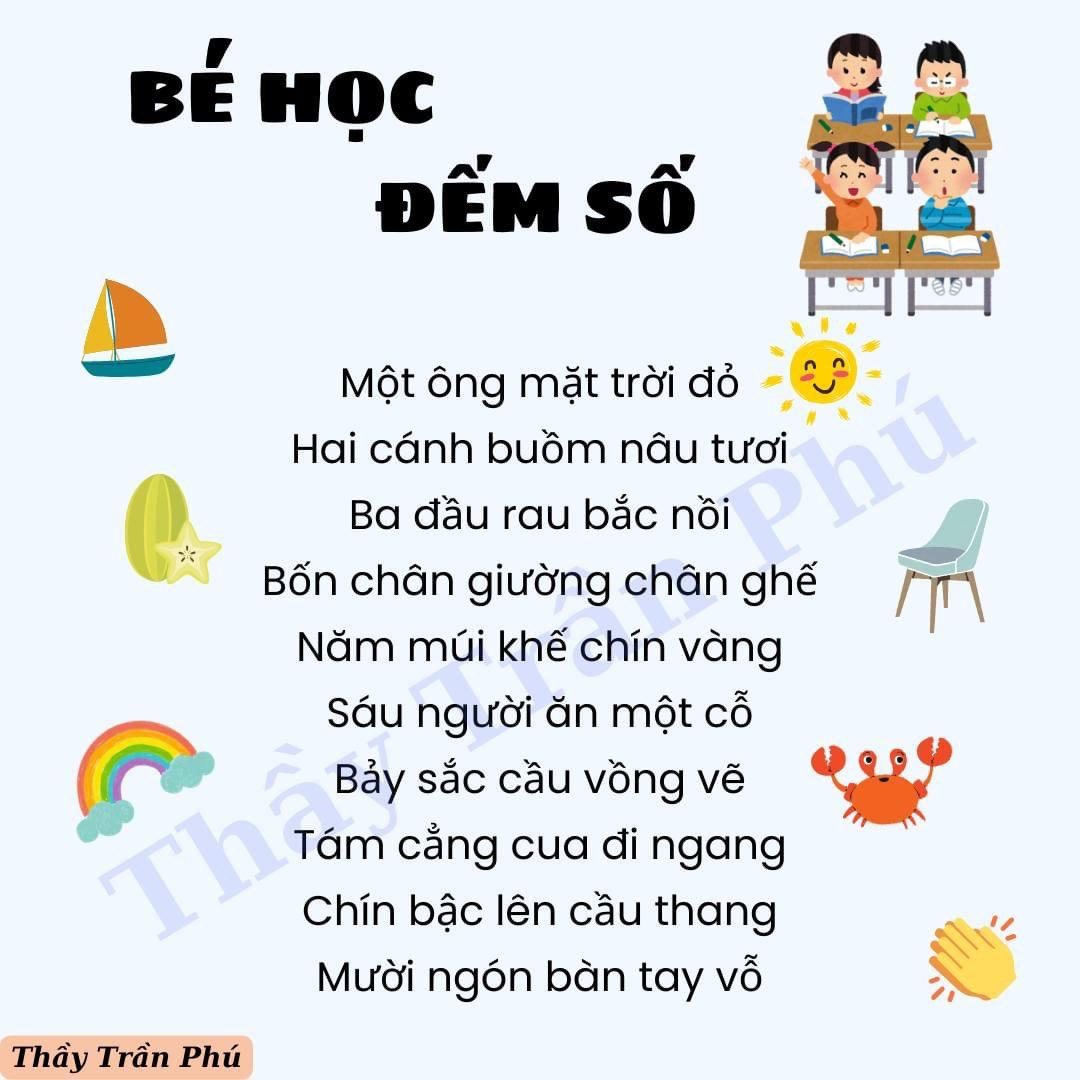 BÉ HỌC
ĐẾM SỐ
Một ông mặt trời đỏ
Hai cánh buồm nâu tươi
Ba đầu rau bắc nồi
Bốn chân giường chân ghế
Năm múi khế chín vàng
Sáu người ăn một cỗ
Bảy sắc cầu vồng vẽ
Tám cẳng cua đi ngang
Chín bậc lên cầu thang
Mười ngón bàn tay vỗ
Thầy Trần Phú
Thầy Trần Phú